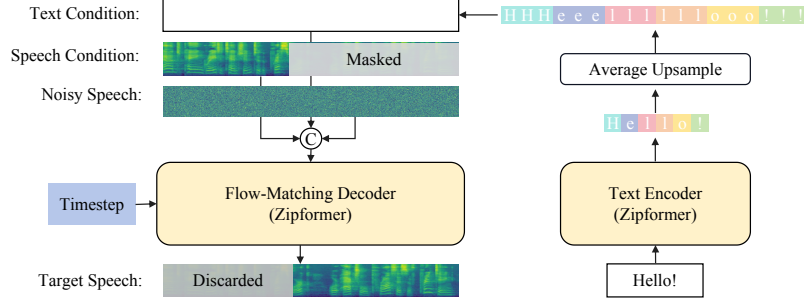 Text Condition:
HHHeeellllllooo!!!
Speech Condition:
Masked
Average Upsample
Noisy Speech:
Hello!
C
Timestep
Flow-Matching Decoder
(Zipformer)
Text Encoder
(Zipformer)
Target Speech:
Discarded
Hello!